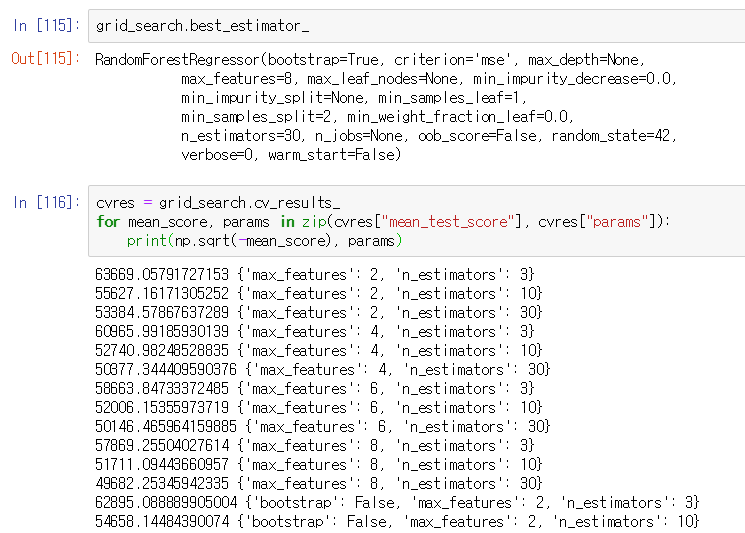 In [115]: grid_search.best_estimator_
Out[115]: RandomForestRegressor(bootstrap=True, criterion='mse', max_depth=None,
max_features=8, max_leaf_nodes=None, min_impurity_decrease=0.0,
min_impurity_split=None, min_samples_leaf=1,
min_samples_split=2, min_weight_fraction_leaf=0.0,
n_estimators=30, n_jobs=None, oob_score=False, random_state=42,
verbose=0, warm_start=False)
In [116]: cvres = grid_search.cv_results_
for mean_score, params in zip(cvres["mean_test_score"], cvres["params"]):
print(np.sqrt(-mean_score), params)
63669.05791727153 {'max_features': 2, 'n_estimators': 3}
55627.16171305252 {'max_features': 2, 'n_estimators': 10}
53384.57867637289 {'max_features': 2, 'n_estimators': 30}
60965.99185930139 {'max_features': 4, 'n_estimators': 3}
52740.98248528835 {'max_features': 4, 'n_estimators': 10}
50377.344409590376 {'max_features': 4, 'n_estimators': 30}
58663.84733372485 {'max_features': 6, 'n_estimators': 3}
52006.15355973719 {'max_features': 6, 'n_estimators': 10}
50146.465964159885 {'max_features': 6, 'n_estimators': 30}
57869.25504027614 {'max_features': 8, 'n_estimators': 3}
51711.09443660957 {'max_features': 8, 'n_estimators': 10}
49682.25345942335 {'max_features': 8, 'n_estimators': 30}
62895.088889905004 {'bootstrap': False, 'max_features': 2, 'n_estimators': 3}
54658.14484390074 {'bootstrap': False, 'max_features': 2, 'n_estimators': 10}